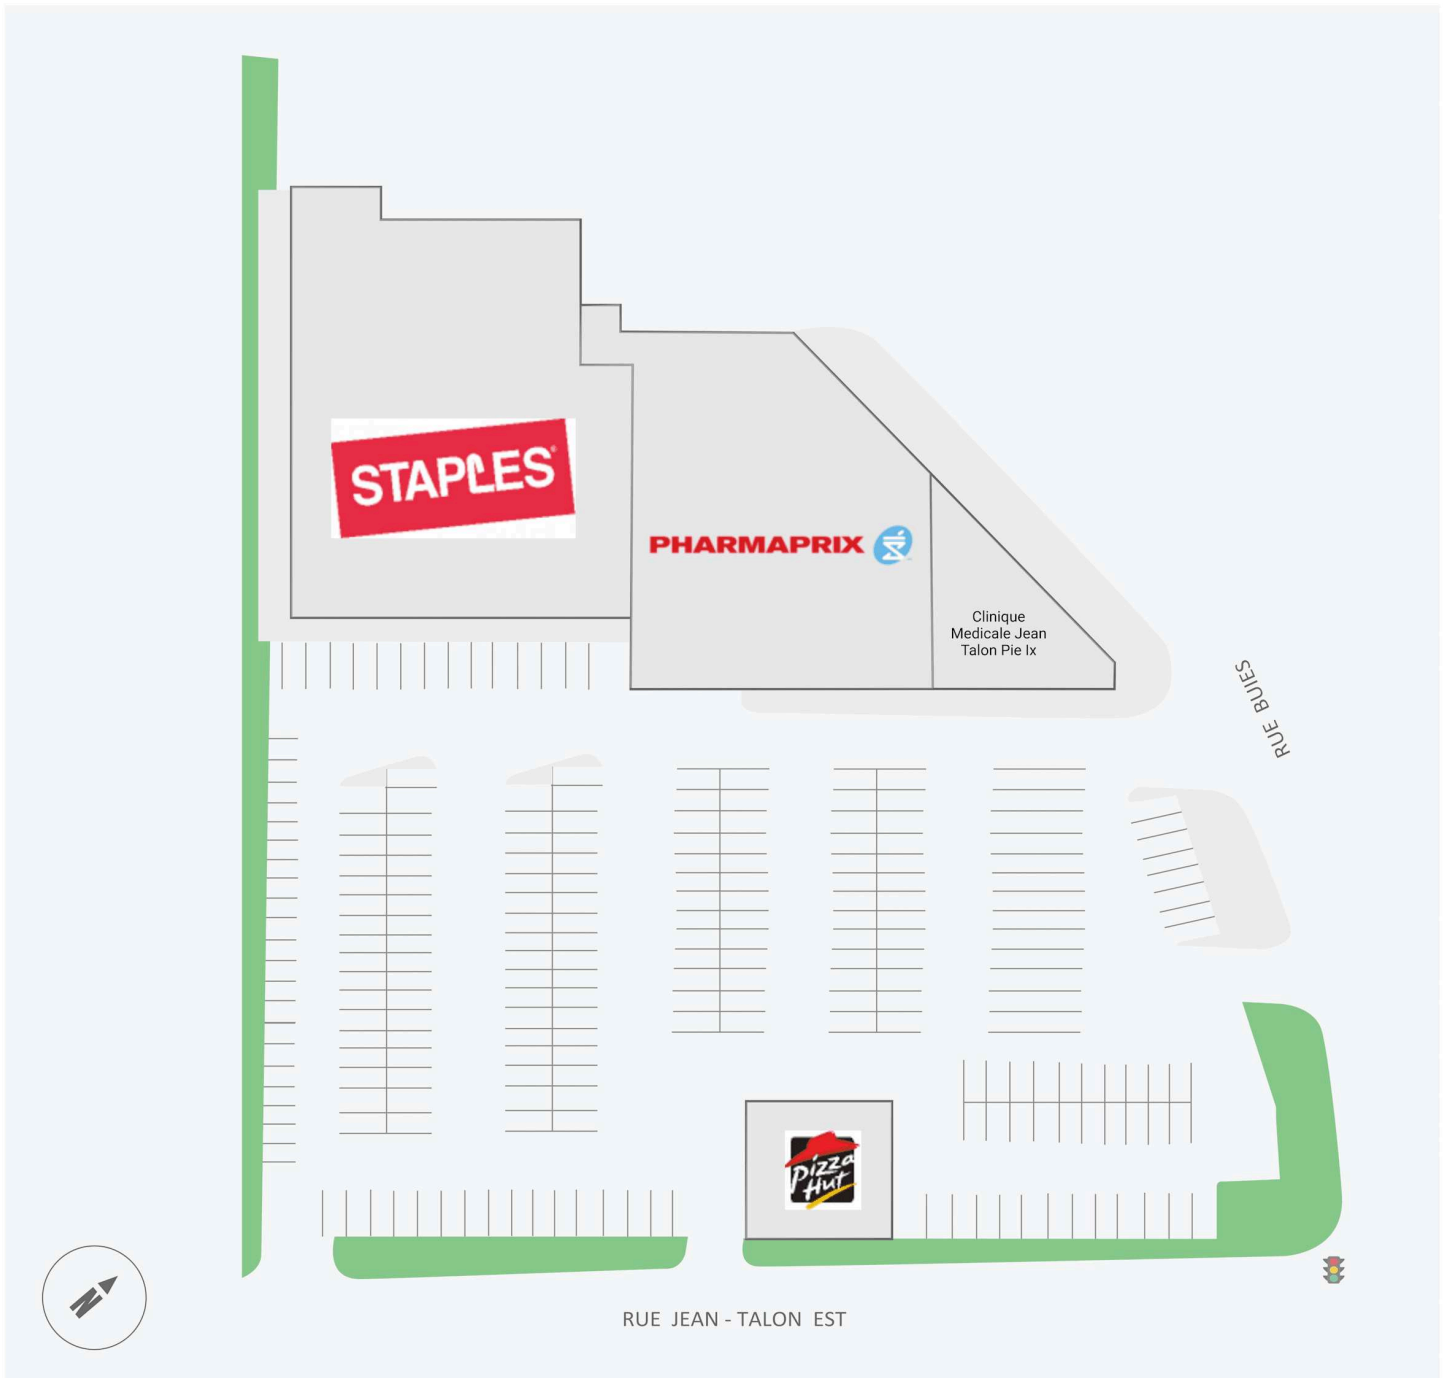 STAPLES
PHARMAPRIX
Clinique
Medicale Jean
Talon Pie Ix
RUE BUIES
Pizza
Hut
N
RUE JEAN - TALON EST